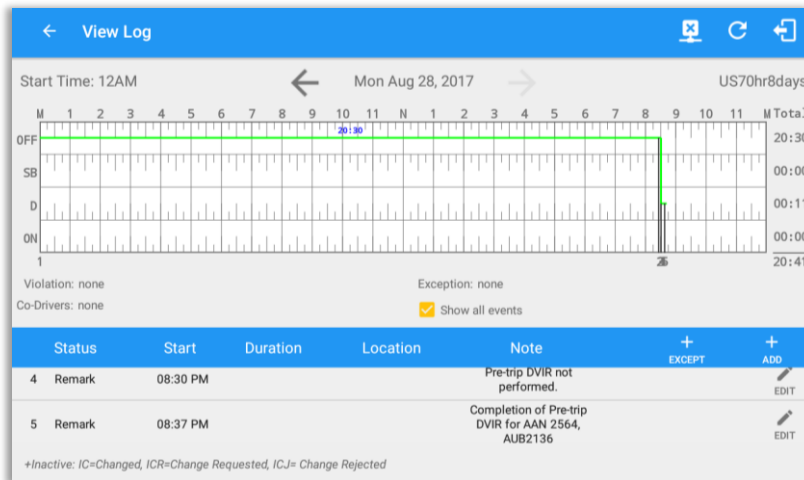 View Log
Start Time: 12AM
Mon Aug 28, 2017
US70hr8days
M 1 2 3 4 5 6 7 8 9 10 11 N 1 2 3 4 5 6 7 8 9 10 11 M Total
OFF 20:30 20:30
SB 00:00
D 00:11
ON 00:00
1 20:41
Violation: none
Exception: none
Co-Drivers: none
Show all events
Status Start Duration Location Note + EXCEPT + ADD
4 Remark 08:30 PM Pre-trip DVIR not
performed.
EDIT
5 Remark 08:37 PM Completion of Pre-trip
DVIR for AAN 2564,
AUB2136
EDIT
+Inactive: IC=Changed, ICR=Change Requested, ICJ= Change Rejected